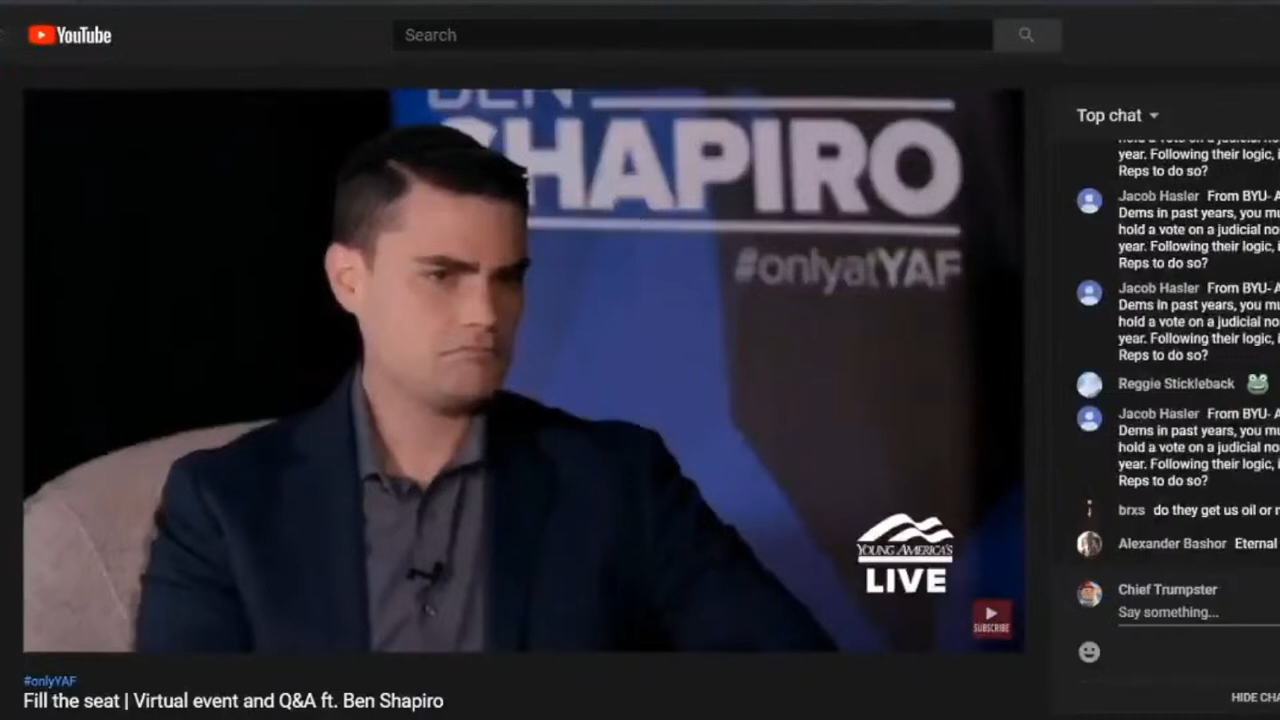 YouTube
Search
BEN
SHAPIRO
#onlyatYAF
YOUNG AMERICA'S
LIVE
SUBSCRIBE
#onlyYAF
Fill the seat | Virtual event and Q&A ft. Ben Shapiro
Top chat
hold a vote on a judicial no
year. Following their logic, i
Reps to do so?
Jacob Hasler From BYU- A
Dems in past years, you mu
hold a vote on a judicial no
year. Following their logic, i
Reps to do so?
Jacob Hasler From BYU- A
Dems in past years, you mu
hold a vote on a judicial no
year. Following their logic, i
Reps to do so?
Reggie Stickleback
Jacob Hasler From BYU- A
Dems in past years, you mu
hold a vote on a judicial no
year. Following their logic, i
Reps to do so?
brxs do they get us oil or
Alexander Bashor Eternal
Chief Trumpster
Say something...
HIDE CHA